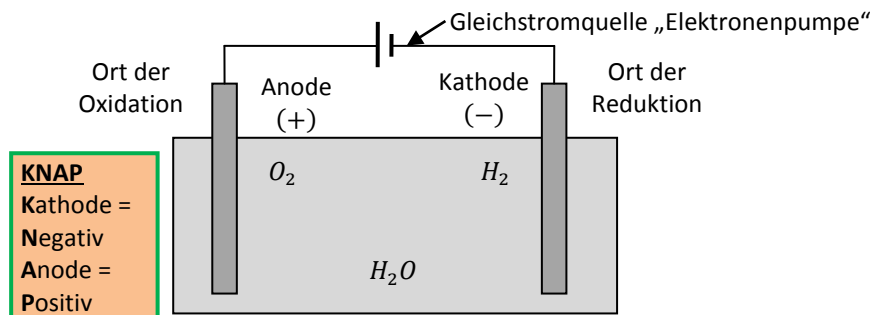 Gleichstromquelle „Elektronenpumpe“
Ort der
Oxidation
Anode
(+)
Kathode
(−)
Ort der
Reduktion
KNAP
Kathode =
Negativ
Anode =
Positiv
O₂
H₂
H₂O